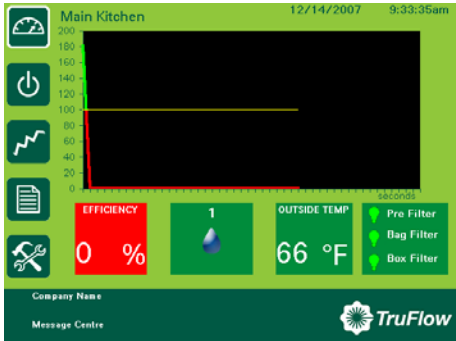 Main Kitchen
12/14/2007 9:33:35am
200
180
160
140
120
100
80
60
40
20
0
seconds
EFFICIENCY
0 %
1
OUTSIDE TEMP
66 °F
Pre Filter
Bag Filter
Box Filter
Company Name
Message Centre
TruFlow